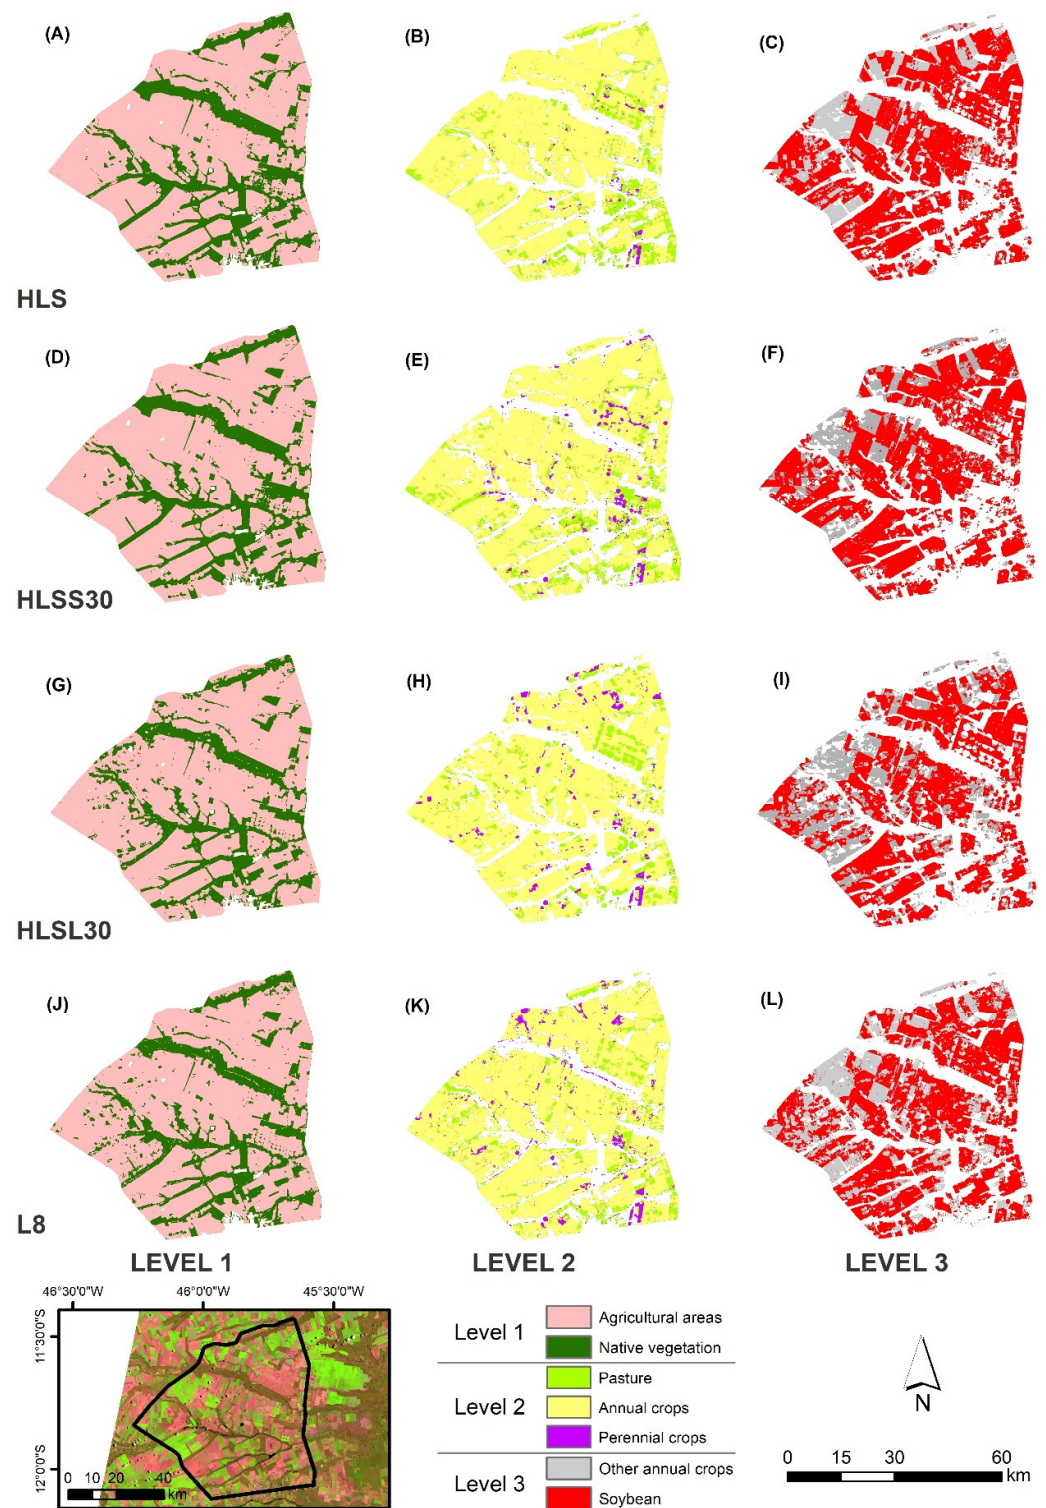 (A)
(B)
(C)
HLS
(D)
(E)
(F)
HLSS30
(G)
(H)
(I)
HLSL30
(J)
(K)
(L)
L8
LEVEL 1
LEVEL 2
LEVEL 3
46°30'0"W
46°0'0"W
45°30'0"W
11°30'0"S
12°0'0"S
0 10 20 40
km
Level 1
Agricultural areas
Native vegetation
Level 2
Pasture
Annual crops
Perennial crops
Level 3
Other annual crops
Soybean
N
0 15 30 60
km